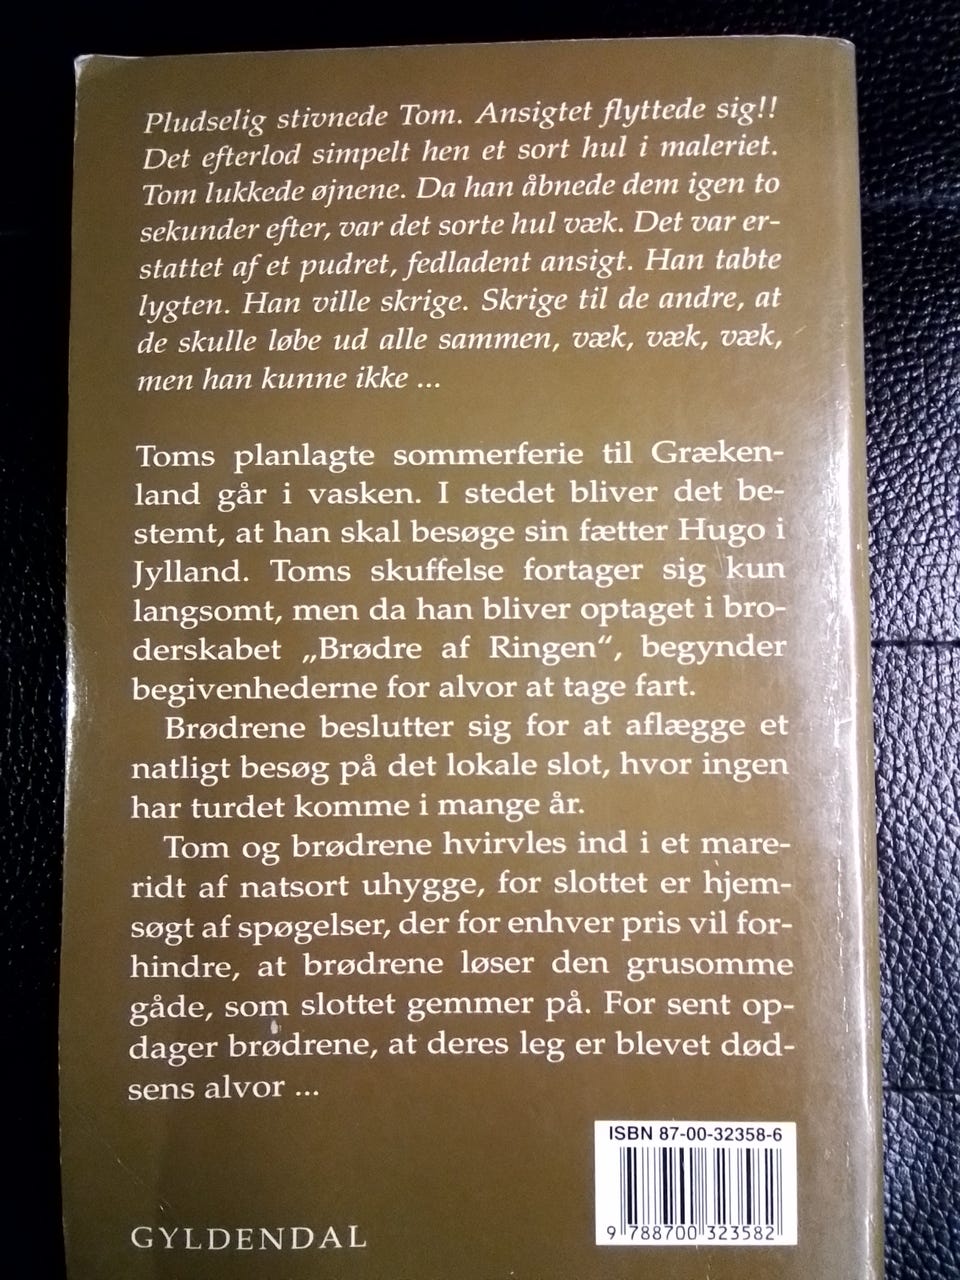 Pludselig stivnede Tom. Ansigtet flyttede sig!!
Det efterlod simpelt hen et sort hul i maleriet.
Tom lukkede øjnene. Da han åbnede dem igen to
sekunder efter, var det sorte hul væk. Det var er-
stattet af et pudret, fedladent ansigt. Han tabte
lygten. Han ville skrige. Skrige til de andre, at
de skulle løbe ud alle sammen, væk, væk, væk,
men han kunne ikke ...
Toms planlagte sommerferie til Græken-
land går i vasken. I stedet bliver det be-
stemt, at han skal besøge sin fætter Hugo i
Jylland. Toms skuffelse fortager sig kun
langsomt, men da han bliver optaget i bro-
derskabet „Brødre af Ringen“, begynder
begivenhederne for alvor at tage fart.
Brødrene beslutter sig for at aflægge et
natligt besøg på det lokale slot, hvor ingen
har turdet komme i mange år.
Tom og brødrene hvirvles ind i et mare-
ridt af natsort uhygge, for slottet er hjem-
søgt af spøgelser, der for enhver pris vil for-
hindre, at brødrene løser den grusomme
gåde, som slottet gemmer på. For sent op-
dager brødrene, at deres leg er blevet død-
sens alvor ...
ISBN 87-00-32358-6
9 788700 323582
GYLDENDAL